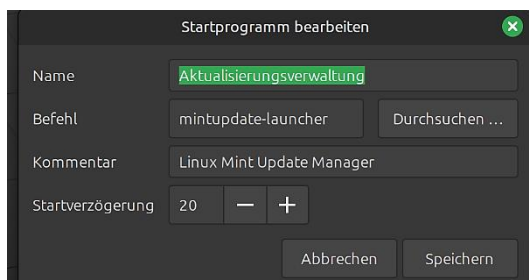 Startprogramm bearbeiten
Name Aktualisierungsverwaltung
Befehl mintupdate-launcher Durchsuchen ...
Kommentar Linux Mint Update Manager
Startverzögerung 20 — +
Abbrechen Speichern